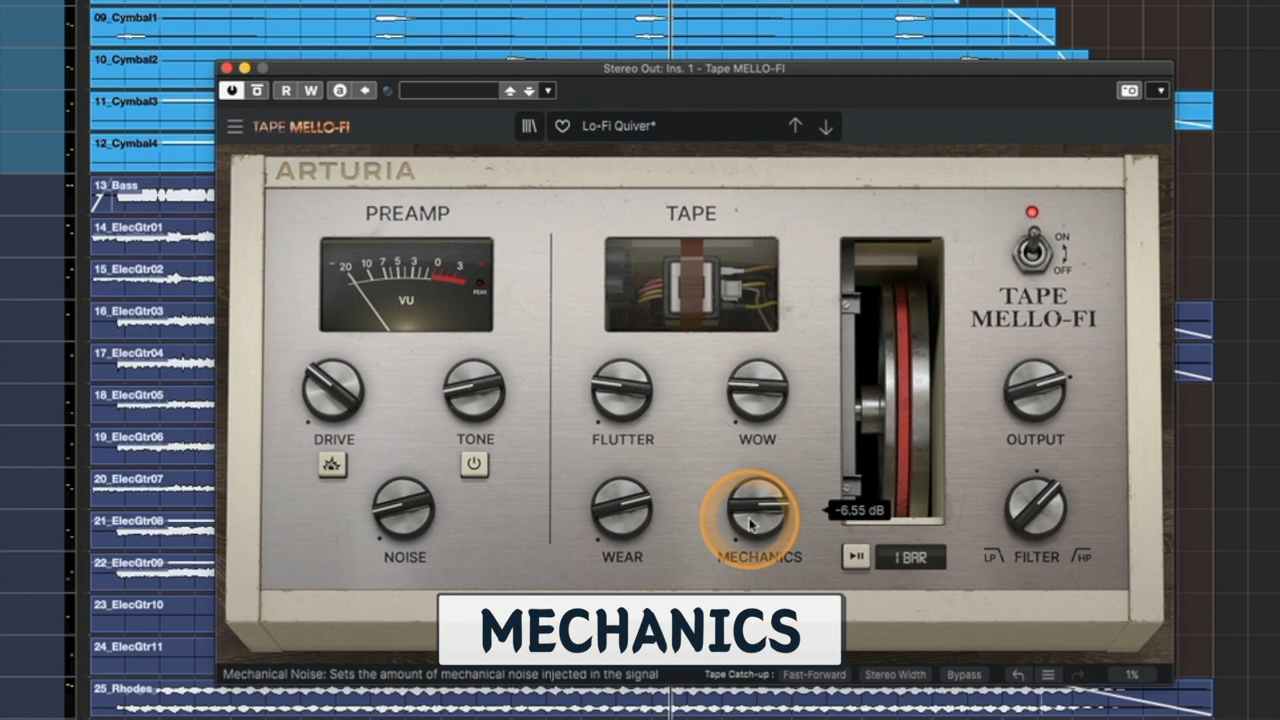 09_Cymbal1
10_Cymbal2
Stereo Out: Ins. 1 - Tape MELLO-FI
R W a
11_Cymbal3
TAPE MELLO-FI
Lo-Fi Quiver*
12_Cymbal4
ARTURIA
13_Bass
PREAMP
TAPE
14_ElecGtr01
ON
OFF
- 20 10 7 5 3 0 3 +
PEAK
VU
15_ElecGtr02
TAPE
MELLO-FI
16_ElecGtr03
17_ElecGtr04
18_ElecGtr05
19_ElecGtr06
DRIVE
TONE
FLUTTER
WOW
OUTPUT
20_ElecGtr07
21_ElecGtr08
-6.55 dB
22_ElecGtr09
NOISE
WEAR
MECHANICS
1 BAR
LP FILTER HP
23_ElecGtr10
MECHANICS
24_ElecGtr11
Mechanical Noise: Sets the amount of mechanical noise injected in the signal
Tape Catch-up : Fast-Forward
Stereo Width
Bypass
1%
25_Rhodes